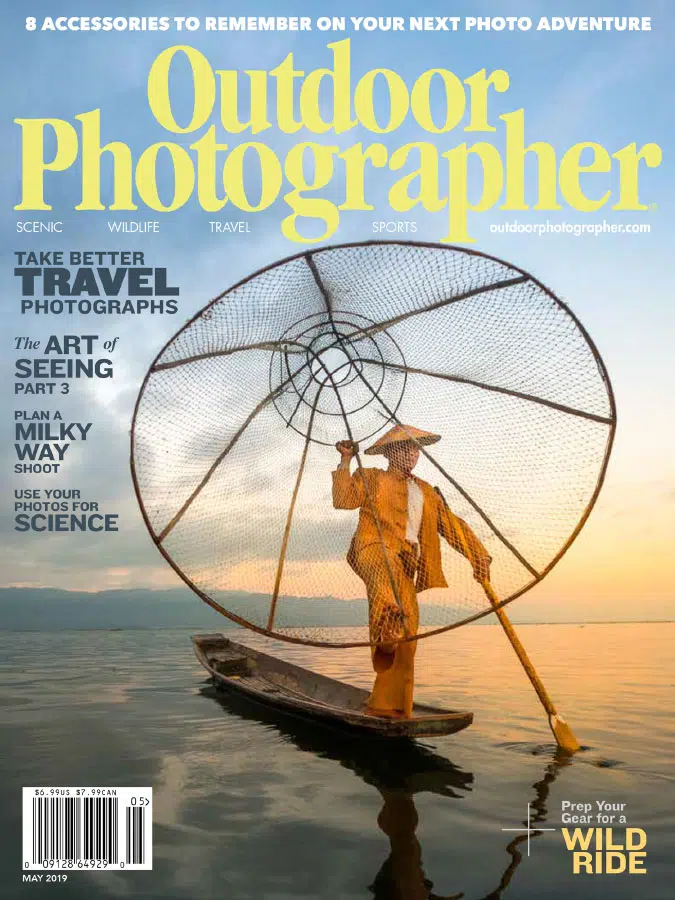 8 ACCESSORIES TO REMEMBER ON YOUR NEXT PHOTO ADVENTURE
Outdoor
Photographer
SCENIC WILDLIFE TRAVEL SPORTS outdoorphotographer.com
TAKE BETTER
TRAVEL
PHOTOGRAPHS
The ART of
SEEING
PART 3
PLAN A
MILKY
WAY
SHOOT
USE YOUR
PHOTOS FOR
SCIENCE
$6.99US $7.99CAN
05>
0 09128 64929 0
MAY 2019
Prep Your
Gear for a
WILD
RIDE